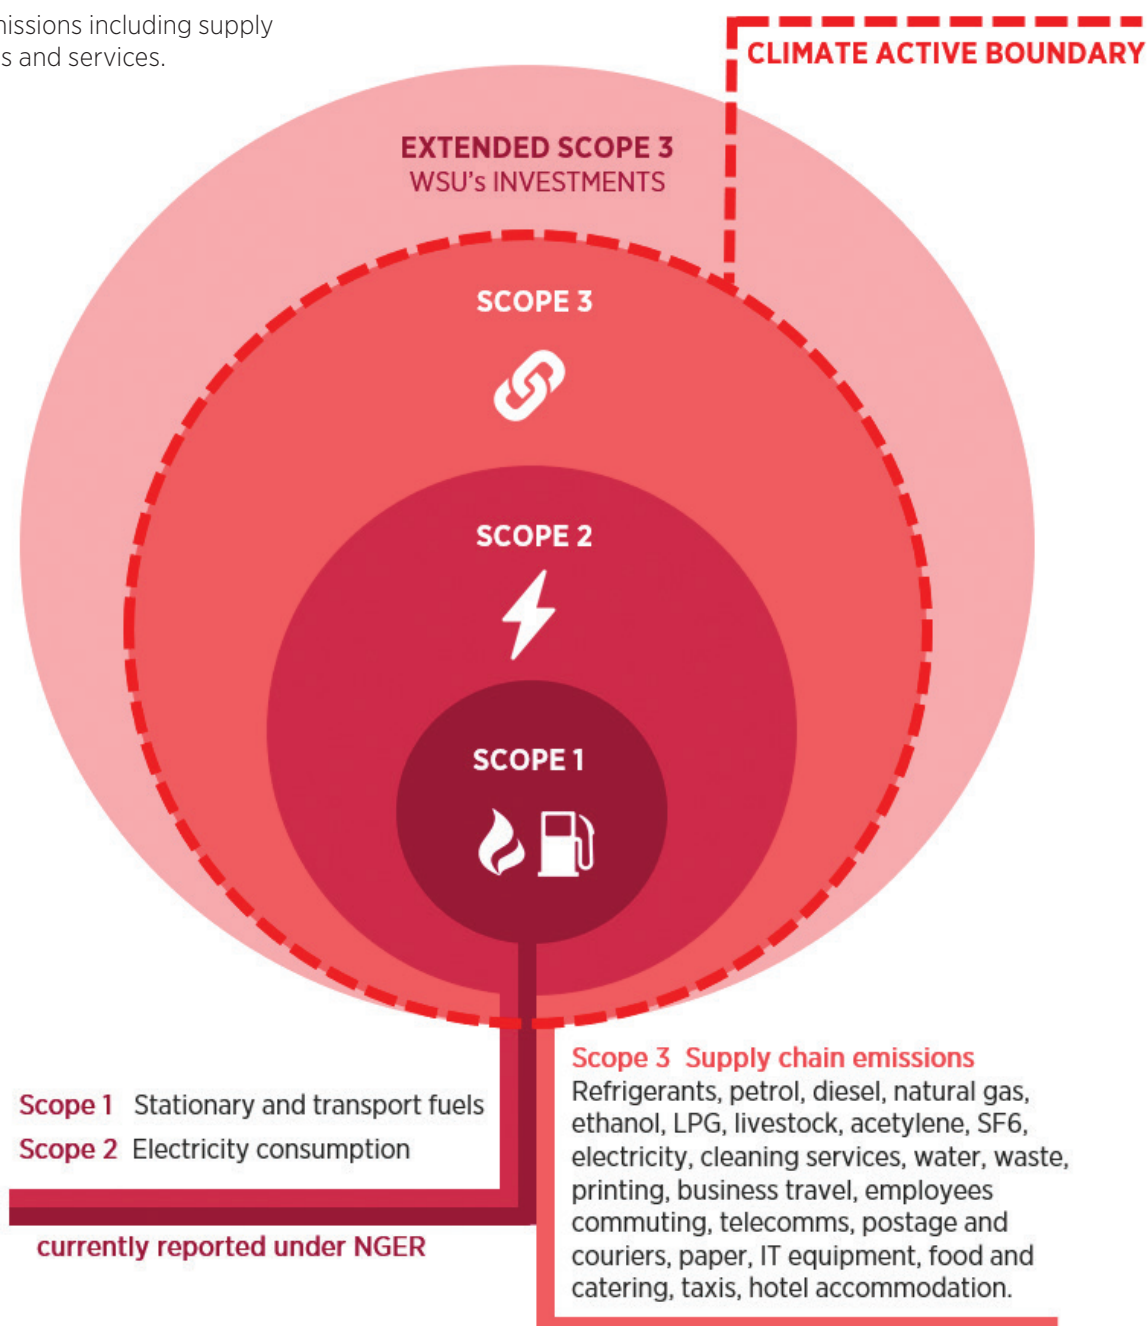 missions including supply
s and services.
CLIMATE ACTIVE BOUNDARY
EXTENDED SCOPE 3
WSU's INVESTMENTS
SCOPE 3
SCOPE 2
SCOPE 1
Scope 1 Stationary and transport fuels
Scope 2 Electricity consumption
currently reported under NGER
Scope 3 Supply chain emissions
Refrigerants, petrol, diesel, natural gas,
ethanol, LPG, livestock, acetylene, SF6,
electricity, cleaning services, water, waste,
printing, business travel, employees
commuting, telecomms, postage and
couriers, paper, IT equipment, food and
catering, taxis, hotel accommodation.